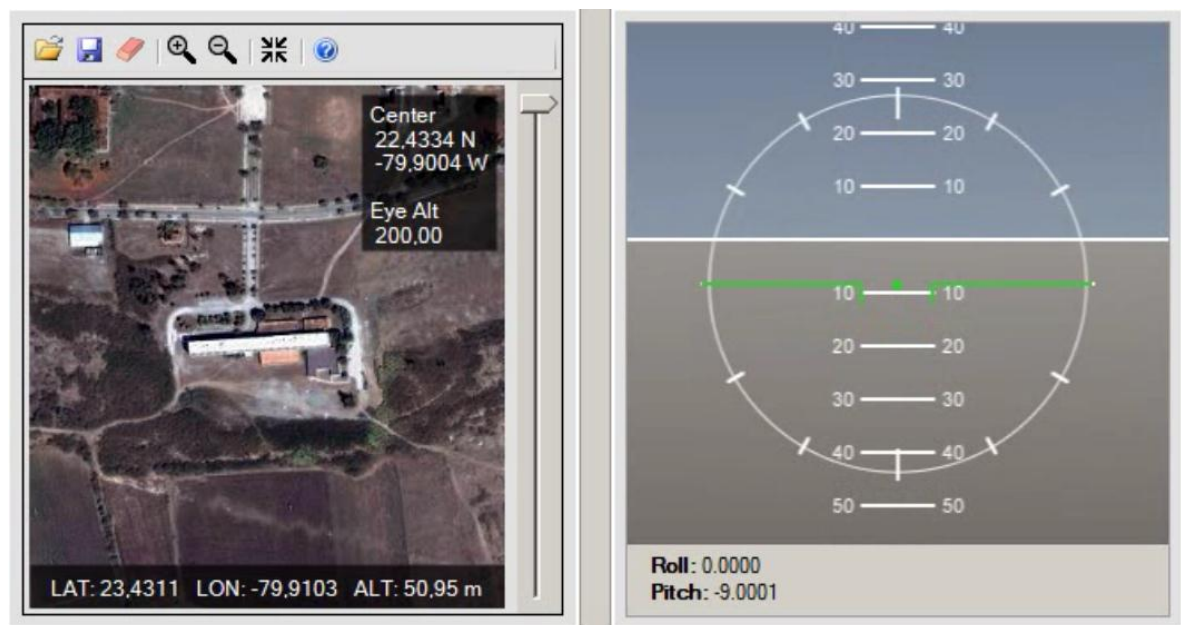 Center
22,4334 N
-79,9004 W
Eye Alt
200,00
LAT: 23,4311 LON: -79,9103 ALT: 50,95 m
40 40
30 30
20 20
10 10
10 10
20 20
30 30
40 40
50 50
Roll: 0.0000
Pitch: -9.0001